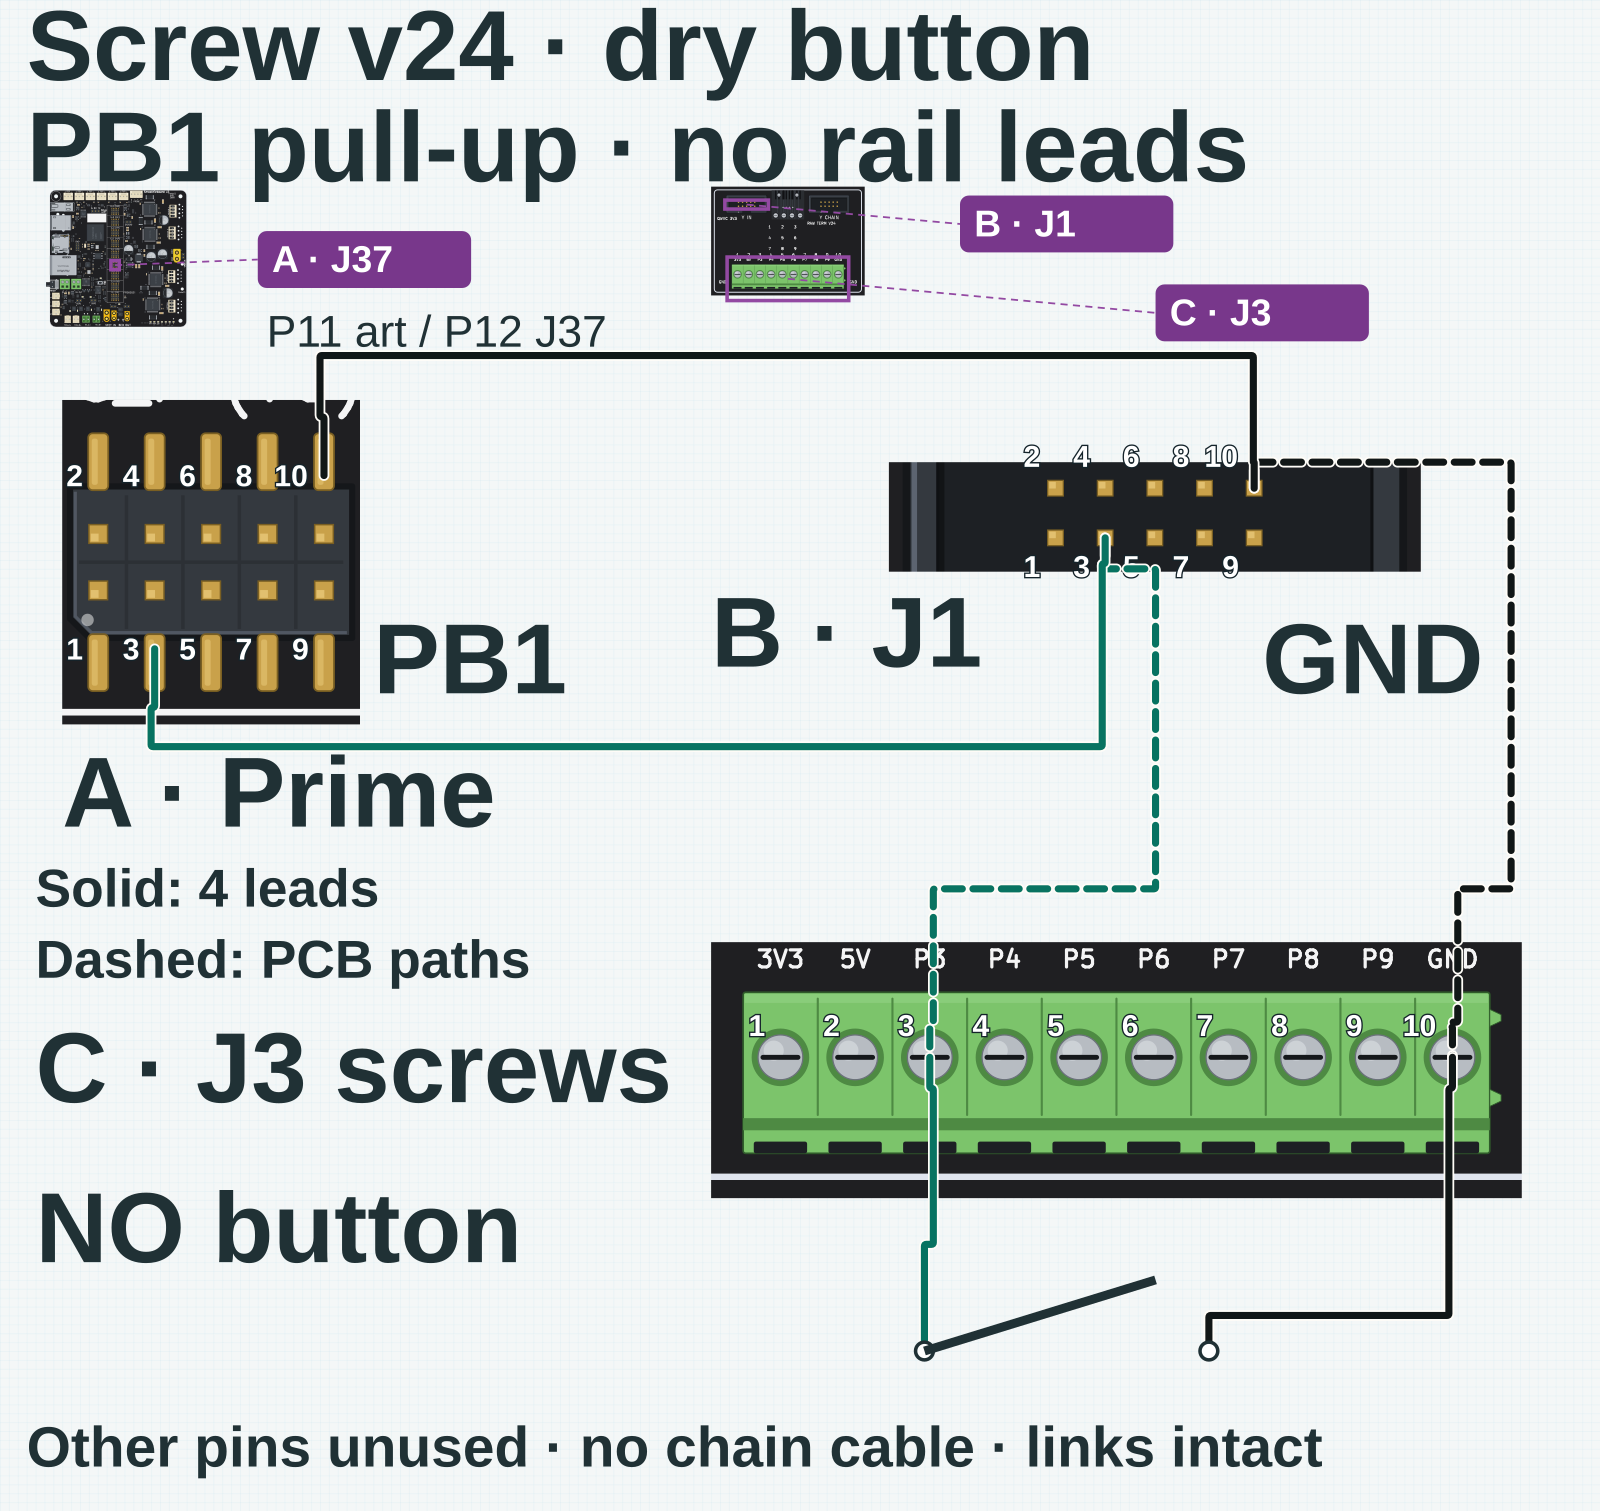 Screw v24 · dry button
PB1 pull-up · no rail leads
A · J37
B · J1
C · J3
P11 art / P12 J37
2 4 6 8 10
1 3 5 7 9
PB1
2 4 6 8 10
1 3 5 7 9
B · J1
GND
A · Prime
Solid: 4 leads
Dashed: PCB paths
C · J3 screws
3V3 5V P3 P4 P5 P6 P7 P8 P9 GND
1 2 3 4 5 6 7 8 9 10
NO button
Other pins unused · no chain cable · links intact